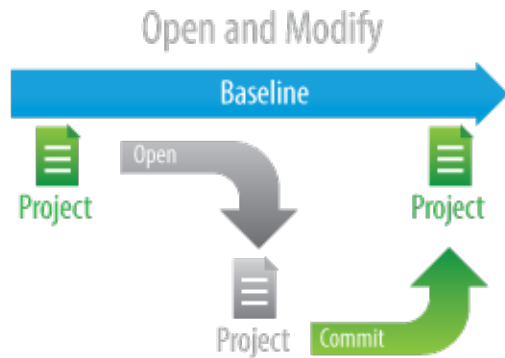 Open and Modify
Baseline
Open
Project
Project
Project
Commit